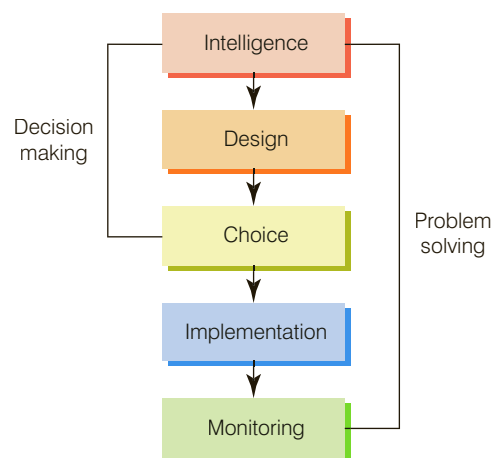 Intelligence
Decision
making
Design
Choice
Problem
solving
Implementation
Monitoring